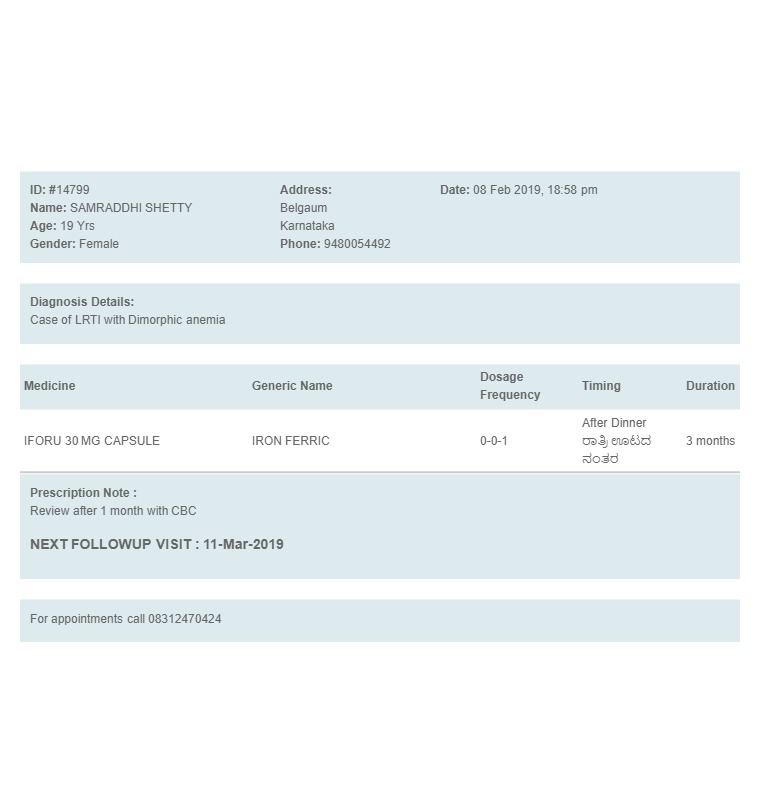 ID: #14799
Name: SAMRADDHI SHETTY
Age: 19 Yrs
Gender: Female
Address:
Belgaum
Karnataka
Phone: 9480054492
Date: 08 Feb 2019, 18:58 pm
Diagnosis Details:
Case of LRTI with Dimorphic anemia
Medicine Generic Name Dosage Frequency Timing Duration
IFORU 30 MG CAPSULE IRON FERRIC 0-0-1 After Dinner 3 months
ರಾತ್ರಿ ಊಟದ
ನಂತರ
Prescription Note :
Review after 1 month with CBC
NEXT FOLLOWUP VISIT : 11-Mar-2019
For appointments call 08312470424